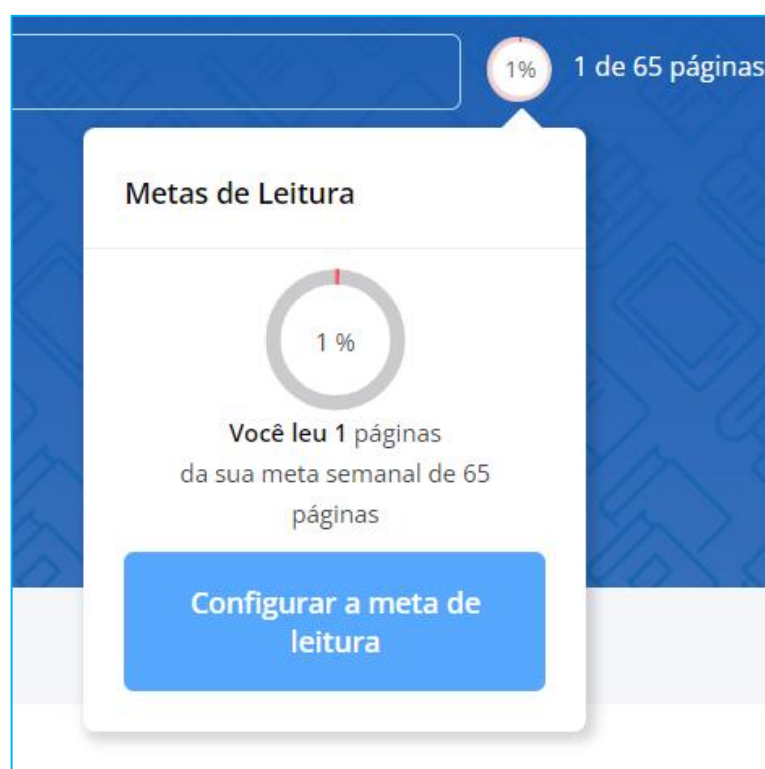 1%
1 de 65 páginas
Metas de Leitura
1 %
Você leu 1 páginas
da sua meta semanal de 65
páginas
Configurar a meta de
leitura